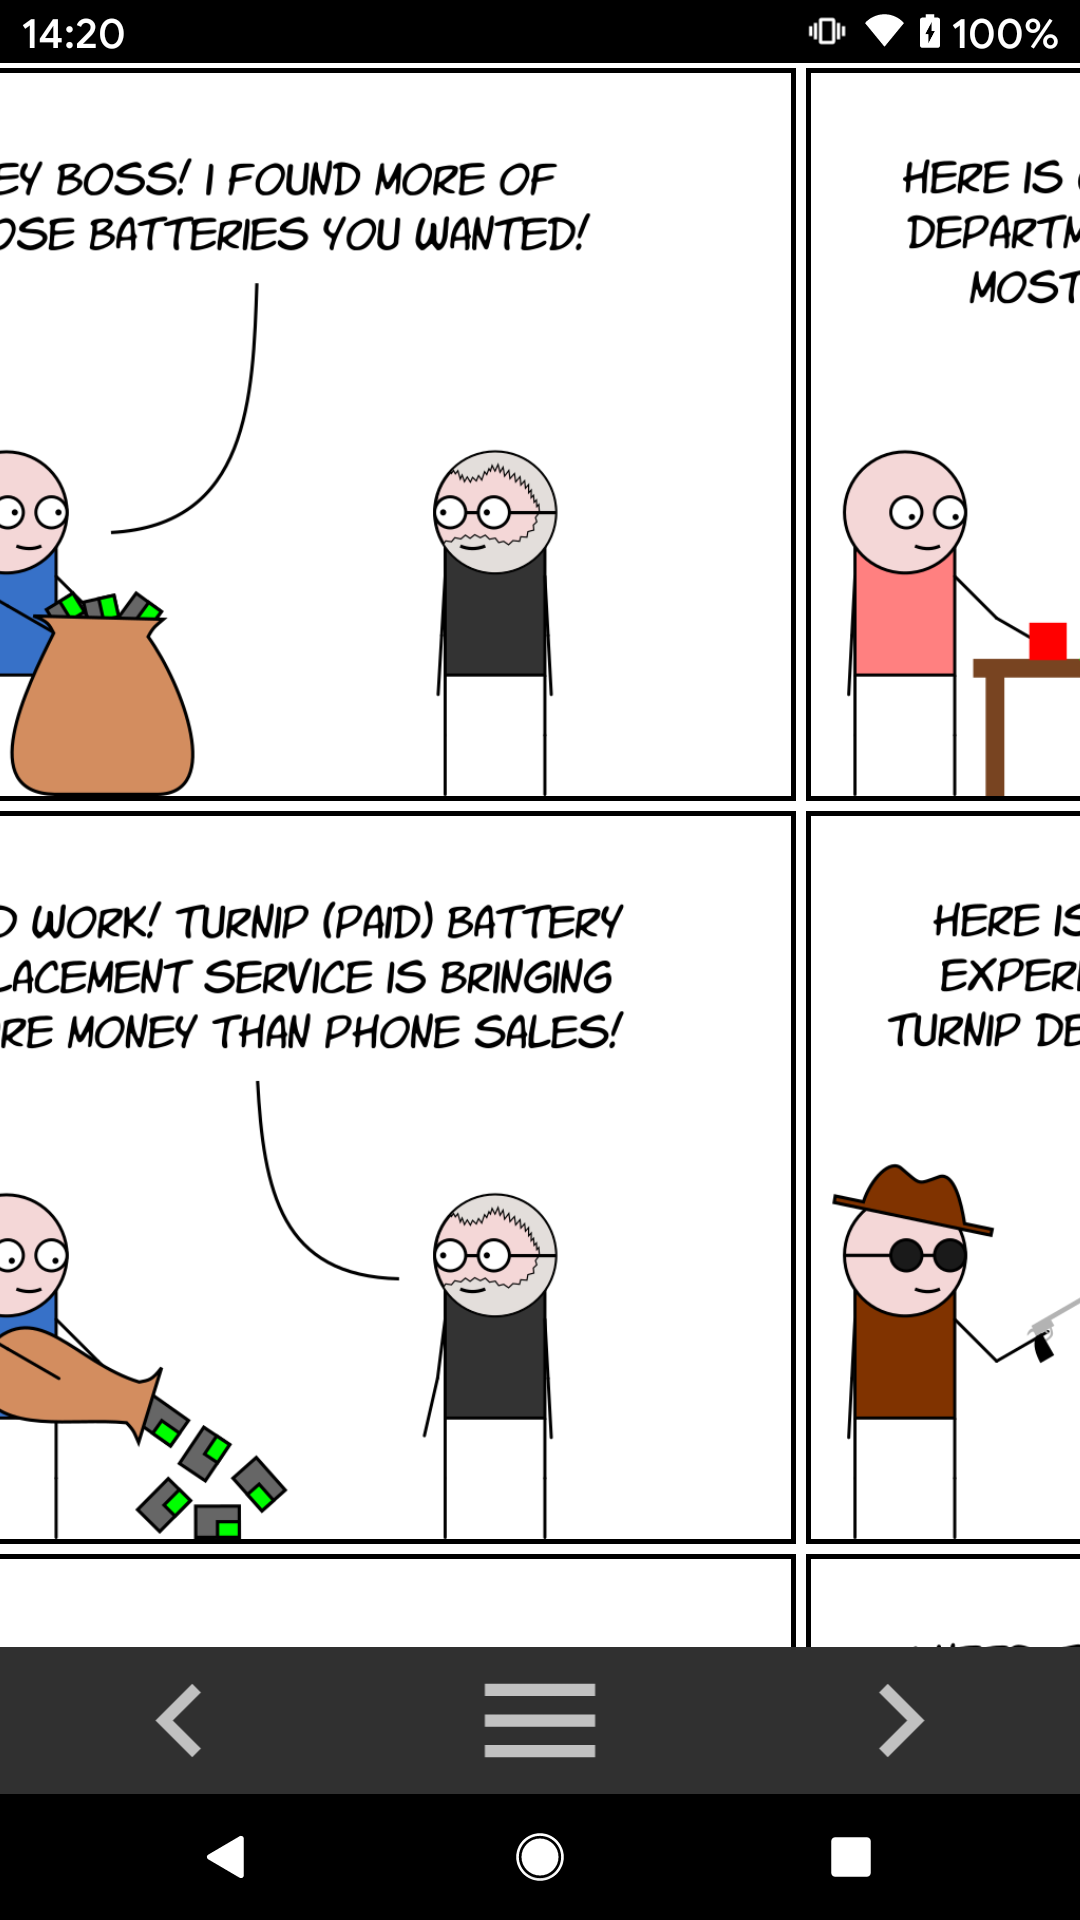 14:20
100%
EY BOSS! I FOUND MORE OF
OSE BATTERIES YOU WANTED!
HERE IS
DEPARTM
MOST
D WORK! TURNIP (PAID) BATTERY
LACEMENT SERVICE IS BRINGING
RE MONEY THAN PHONE SALES!
HERE IS
EXPERI
TURNIP DE